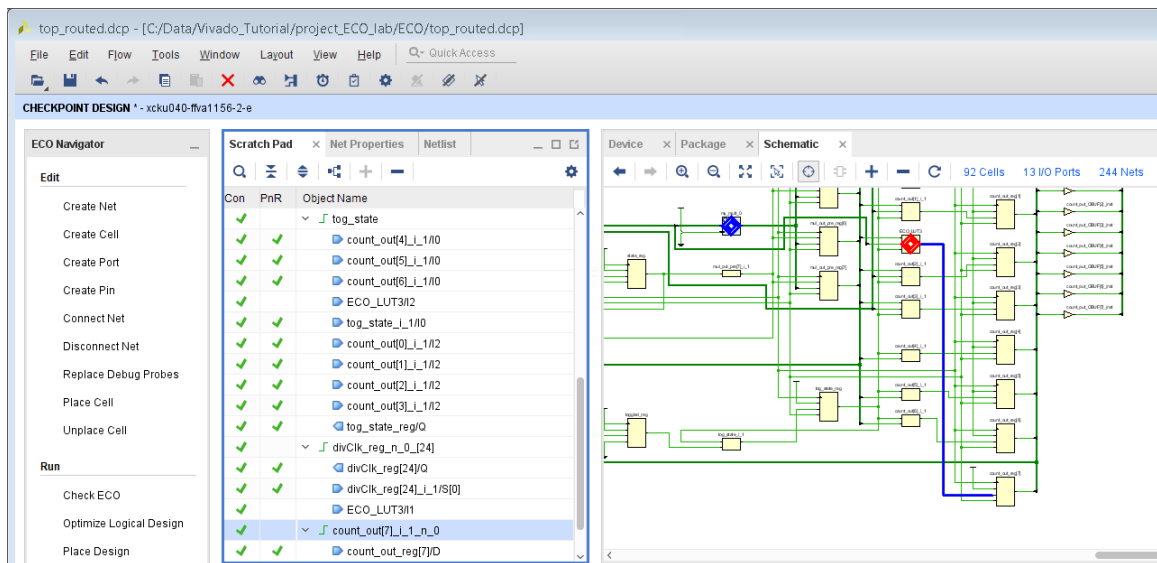 top_routed.dcp - [C:/Data/Vivado_Tutorial/project_ECO_lab/ECO/top_routed.dcp]
File Edit Flow Tools Window Layout View Help Quick Access
CHECKPOINT DESIGN * - xcku040-ffva1156-2-e
ECO Navigator
Edit
Create Net
Create Cell
Create Port
Create Pin
Connect Net
Disconnect Net
Replace Debug Probes
Place Cell
Unplace Cell
Run
Check ECO
Optimize Logical Design
Place Design
Scratch Pad Net Properties Netlist
Con PnR Object Name
tog_state
count_out[4]_i_1/I0
count_out[5]_i_1/I0
count_out[6]_i_1/I0
ECO_LUT3/I2
tog_state_i_1/I0
count_out[0]_i_1/I2
count_out[1]_i_1/I2
count_out[2]_i_1/I2
count_out[3]_i_1/I2
tog_state_reg/Q
divClk_reg_n_0_[24]
divClk_reg[24]/Q
divClk_reg[24]_i_1/S[0]
ECO_LUT3/I1
count_out[7]_i_1_n_0
count_out_reg[7]/D
Device Package Schematic
92 Cells 13 I/O Ports 244 Nets
ECO_LUT3
state_reg
tog_state_reg
tog_state_i_1